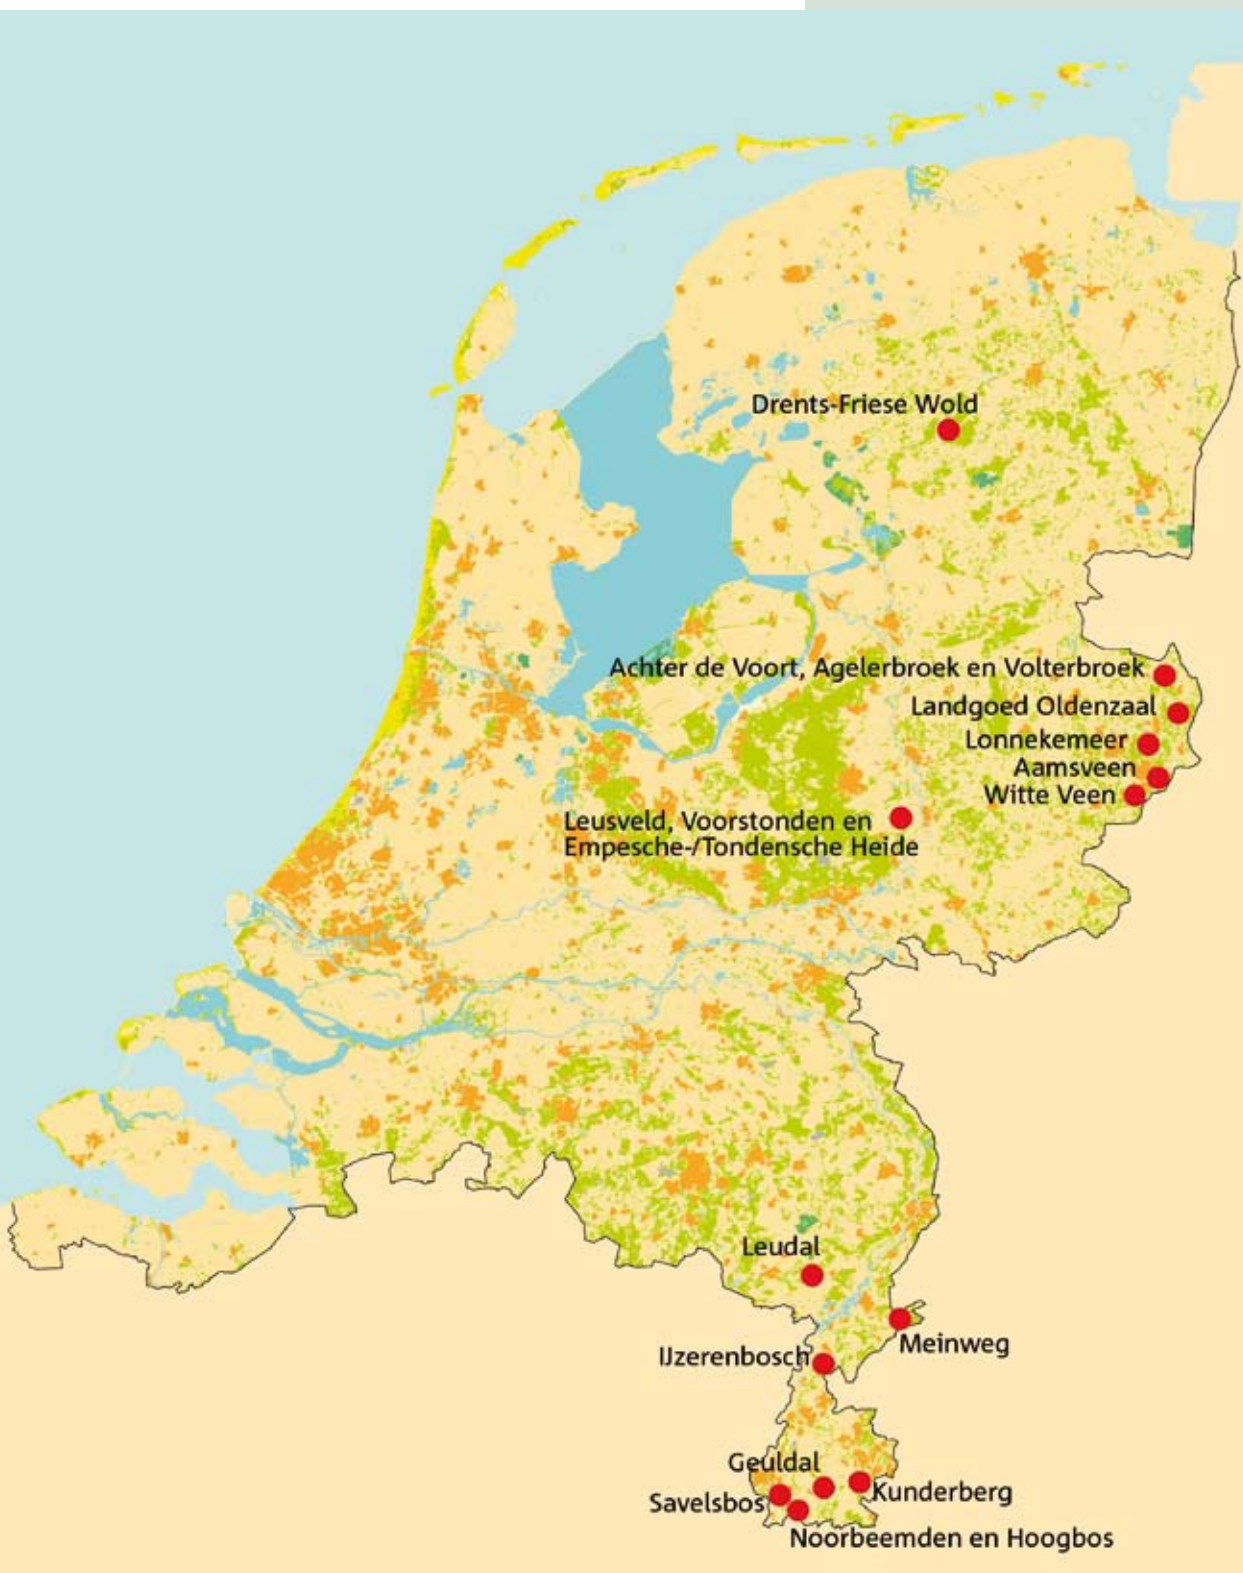 Drents-Friese Wold
Achter de Voort, Agelerbroek en Volterbroek
Landgoed Oldenzaal
Lonnekemeer
Aamsveen
Witte Veen
Leusveld, Voorstonden en
Empesche-/Tondensche Heide
Leudal
Meinweg
IJzerenbosch
Geuldal
Kunderberg
Savelsbos
Noorbeemden en Hoogbos